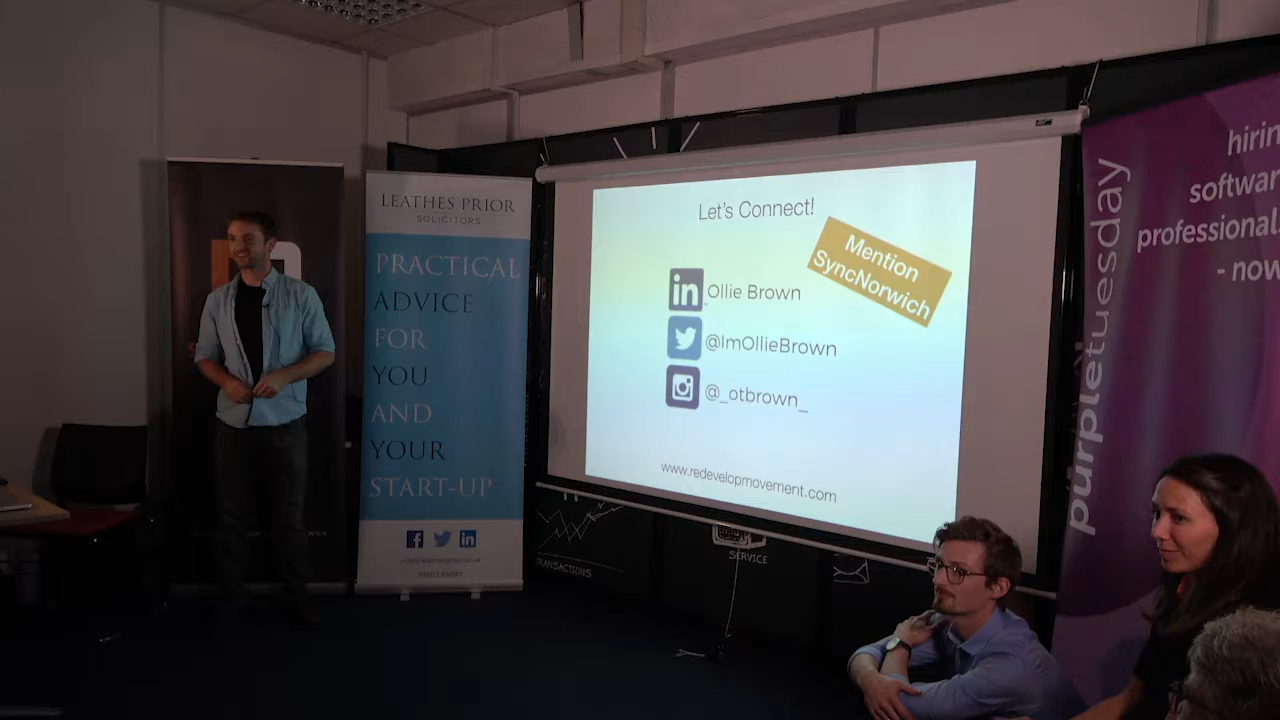 LEATHES PRIOR
SOLICITORS
PRACTICAL
ADVICE
FOR
YOU
AND
YOUR
START-UP
Let's Connect!
Mention
SyncNorwich
in Ollie Brown
@ImOllieBrown
@_otbrown_
www.redevelopmovement.com
TRANSACTIONS
SERVICE
purpletuesday
hirin
softwar
professional
- now